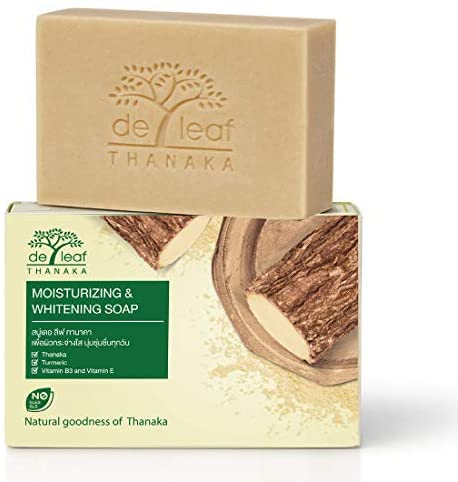 de leaf
THANAKA
de leaf
THANAKA
MOISTURIZING &
WHITENING SOAP
สบู่เดอ ลีฟ ทานาคา
เพื่อผิวกระจ่างใส นุ่มชุ่มชื่นทุกวัน
Thanaka
Turmeric
Vitamin B3 and Vitamin E
NO
Natural goodness of Thanaka